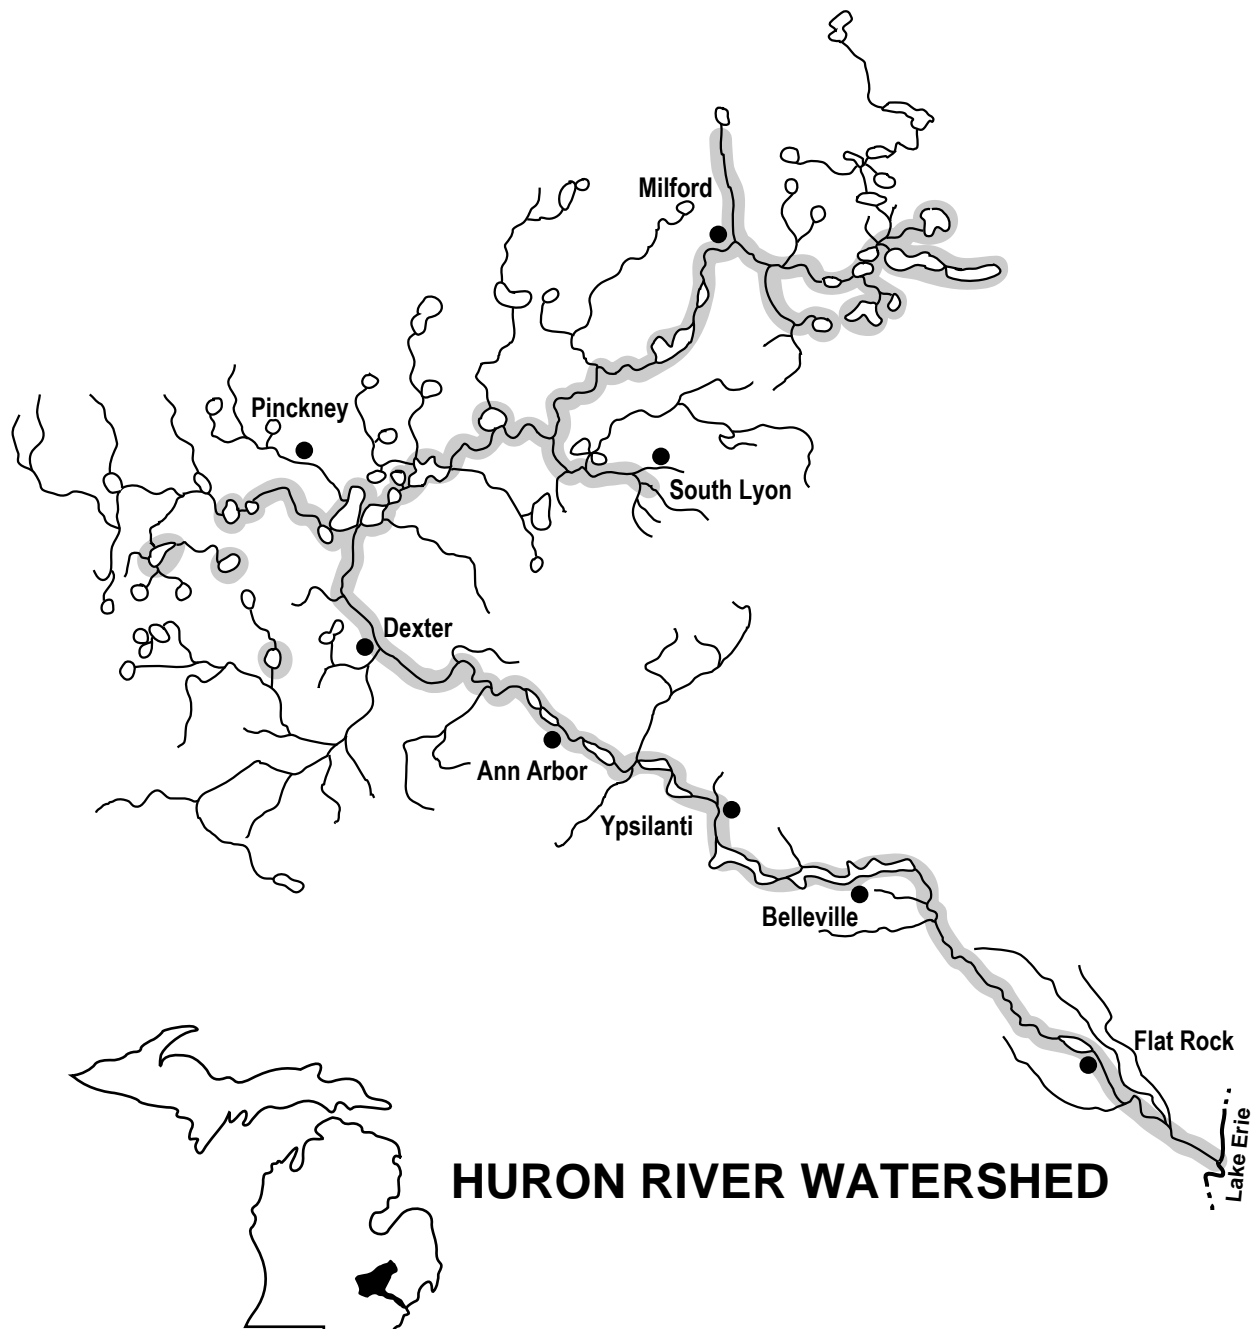 Milford
Pinckney
South Lyon
Dexter
Ann Arbor
Ypsilanti
Belleville
Flat Rock
Lake Erie
HURON RIVER WATERSHED